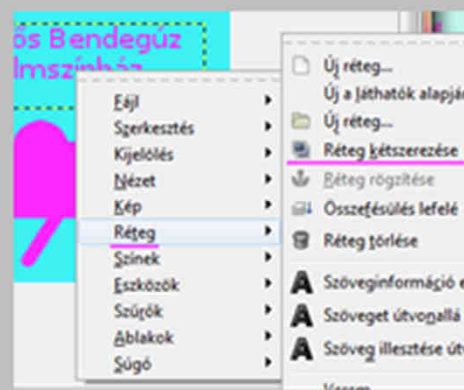 ős Bendegúz
lmszínház
Fájl
Szerkesztés
Kijelölés
Nézet
Kép
Réteg
Színek
Eszközök
Szűrők
Ablakok
Súgó
Új réteg...
Új a láthatók alapjá
Új réteg...
Réteg kétszerezése
Réteg rögzítése
Összefésülés lefelé
Réteg törlése
Szöveginformáció e
Szöveget útvonallá
Szöveg illesztése út